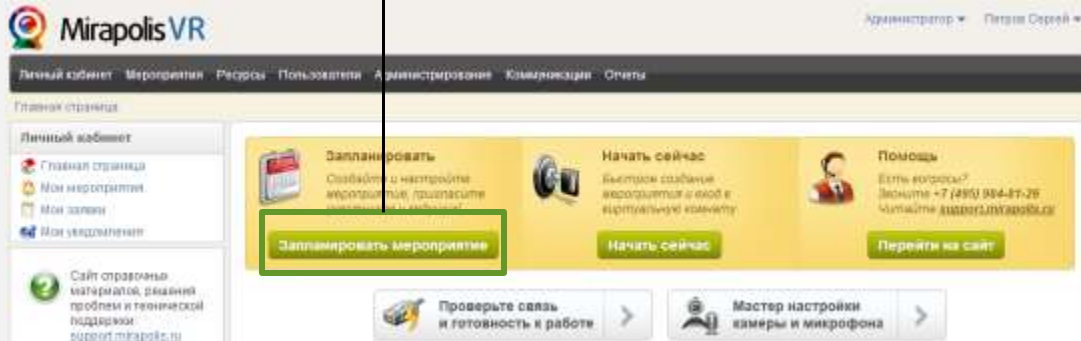 Mirapolis VR
Администратор Петров Сергей
Личный кабинет Мероприятия Ресурсы Пользователи Администрирование Коммуникации Отчеты
Главная страница
Личный кабинет
Главная страница
Мои мероприятия
Мои заявки
Мои уведомления
Сайт справочных
материалов, решений
проблем и технической
поддержки
support.mirapolis.ru
Запланировать
Создайте и настройте
мероприятие, пригласите
Запланировать мероприятие
Начать сейчас
Быстрое создание
мероприятия и вход в
виртуальную комнату
Начать сейчас
Помощь
Есть вопросы?
Звоните +7 (495) 984-81-26
Читайте support.mirapolis.ru
Перейти на сайт
Проверьте связь
и готовность к работе
Мастер настройки
камеры и микрофона